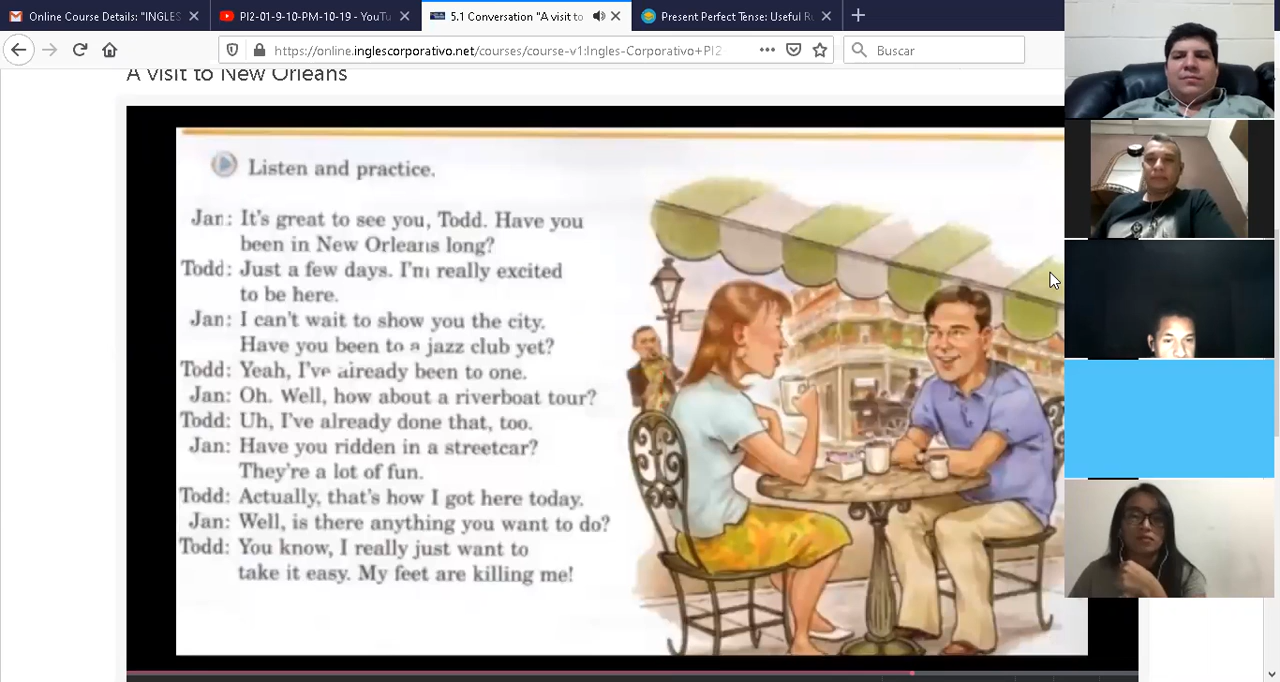 Online Course Details: "INGLES
PI2-01-9-10-PM-10-19 - YouTu
5.1 Conversation "A visit to
Present Perfect Tense: Useful R
https://online.inglescorporativo.net/courses/course-v1:Ingles-Corporativo+PI2
Buscar
A visit to New Orleans
Listen and practice.
Jan: It's great to see you, Todd. Have you
been in New Orleans long?
Todd: Just a few days. I'm really excited
to be here.
Jan: I can't wait to show you the city.
Have you been to a jazz club yet?
Todd: Yeah, I've already been to one.
Jan: Oh. Well, how about a riverboat tour?
Todd: Uh, I've already done that, too.
Jan: Have you ridden in a streetcar?
They're a lot of fun.
Todd: Actually, that's how I got here today.
Jan: Well, is there anything you want to do?
Todd: You know, I really just want to
take it easy. My feet are killing me!